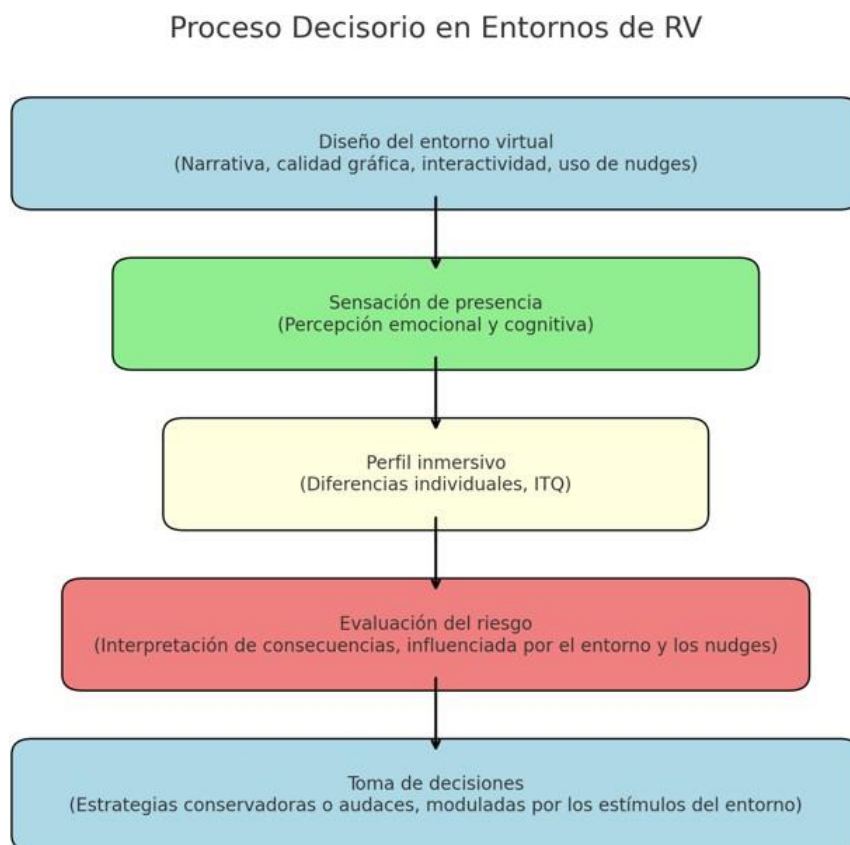 Proceso Decisorio en Entornos de RV
Diseño del entorno virtual
(Narrativa, calidad gráfica, interactividad, uso de nudges)
Sensación de presencia
(Percepción emocional y cognitiva)
Perfil inmersivo
(Diferencias individuales, ITQ)
Evaluación del riesgo
(Interpretación de consecuencias, influenciada por el entorno y los nudges)
Toma de decisiones
(Estrategias conservadoras o audaces, moduladas por los estímulos del entorno)